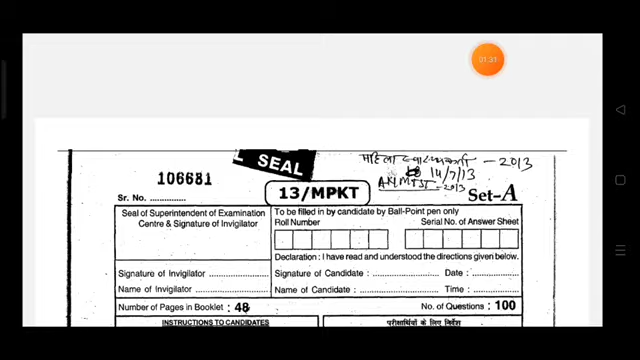 01:31
SEAL
महिला स्वास्थ्यकर्ता - 2013
14/7/13
106681
13/MPKT
ANMTST - 2013
Sr. No. ..................
Set-A
Seal of Superintendent of Examination
Centre & Signature of Invigilator
To be filled in by candidate by Ball-Point pen only
Roll Number
Serial No. of Answer Sheet
Declaration : I have read and understood the directions given below.
Signature of Invigilator ..................
Signature of Candidate : ..................
Date : ..................
Name of Invigilator ..................
Name of Candidate : ..................
Time : ..................
Number of Pages in Booklet : 48
No. of Questions : 100
INSTRUCTIONS TO CANDIDATES
परीक्षार्थियों के लिए निर्देश